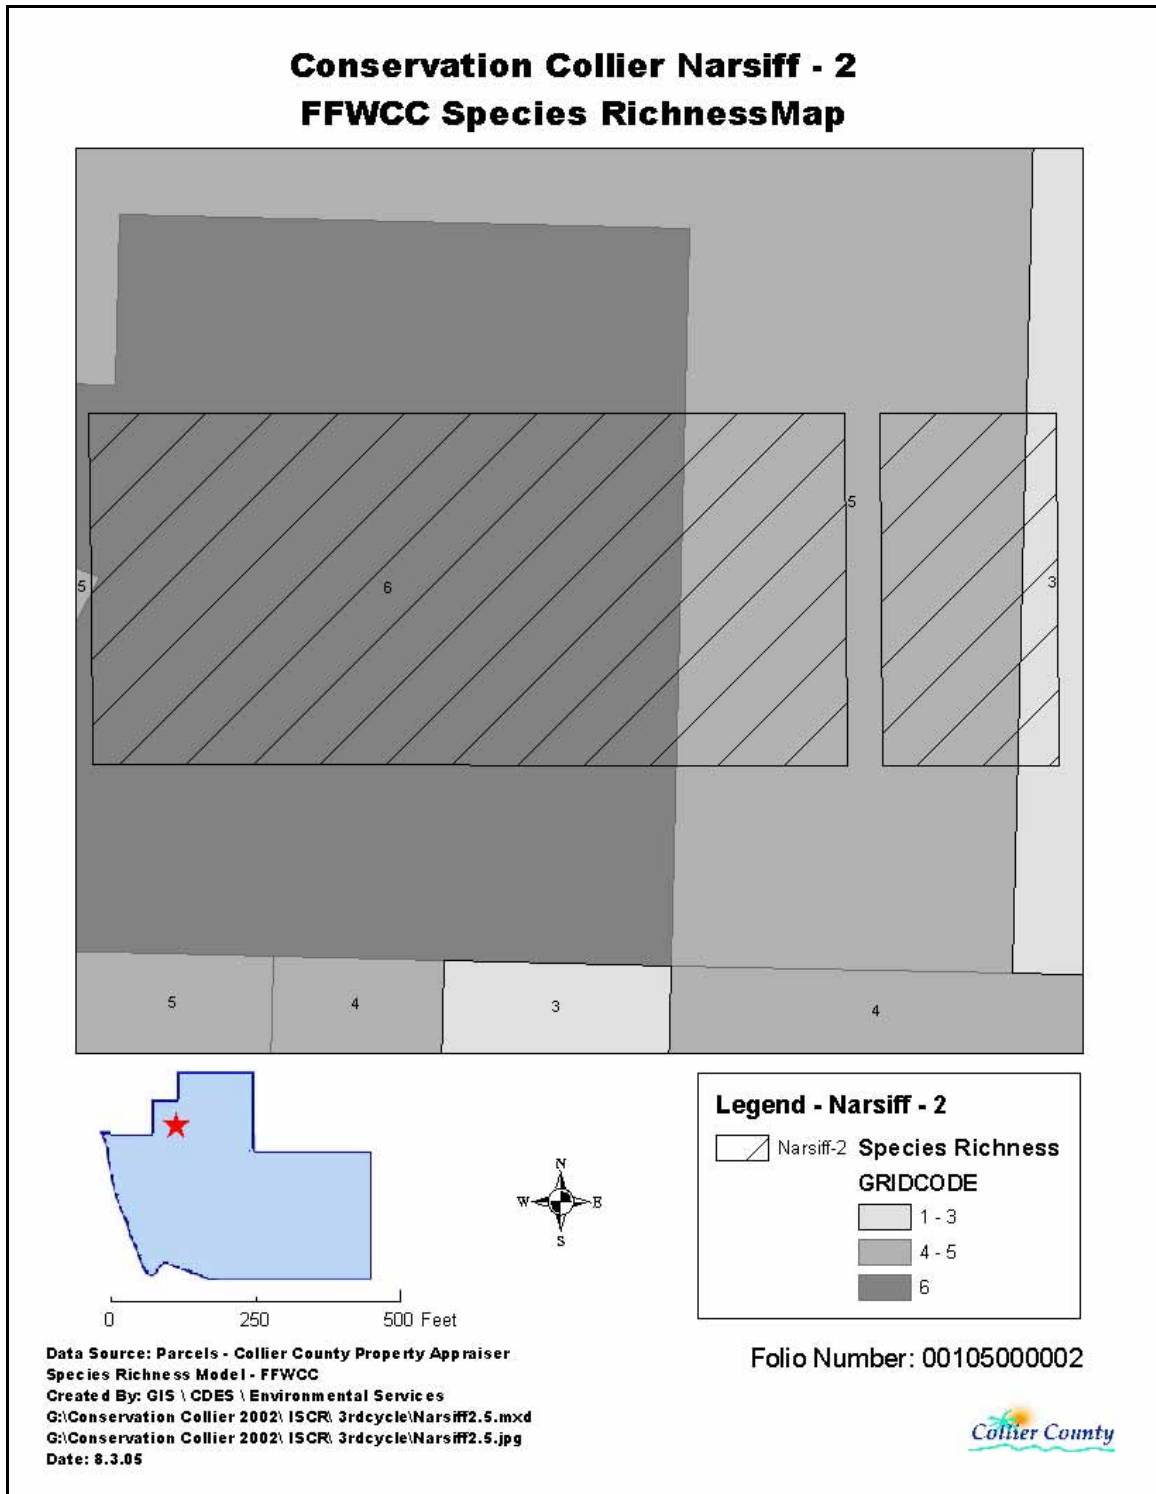 Conservation Collier Narsiff - 2
FFWCC Species RichnessMap
5
5
6
3
5
4
3
4
Legend - Narsiff - 2
Narsiff-2 Species Richness
GRIDCODE
1 - 3
4 - 5
6
N
W E
S
0 250 500 Feet
Data Source: Parcels - Collier County Property Appraiser
Species Richness Model - FFWCC
Created By: GIS \ CDES \ Environmental Services
G:\Conservation Collier 2002\ ISCR\ 3rdcycle\Narsiff2.5.mxd
G:\Conservation Collier 2002\ ISCR\ 3rdcycle\Narsiff2.5.jpg
Date: 8.3.05
Folio Number: 00105000002
Collier County